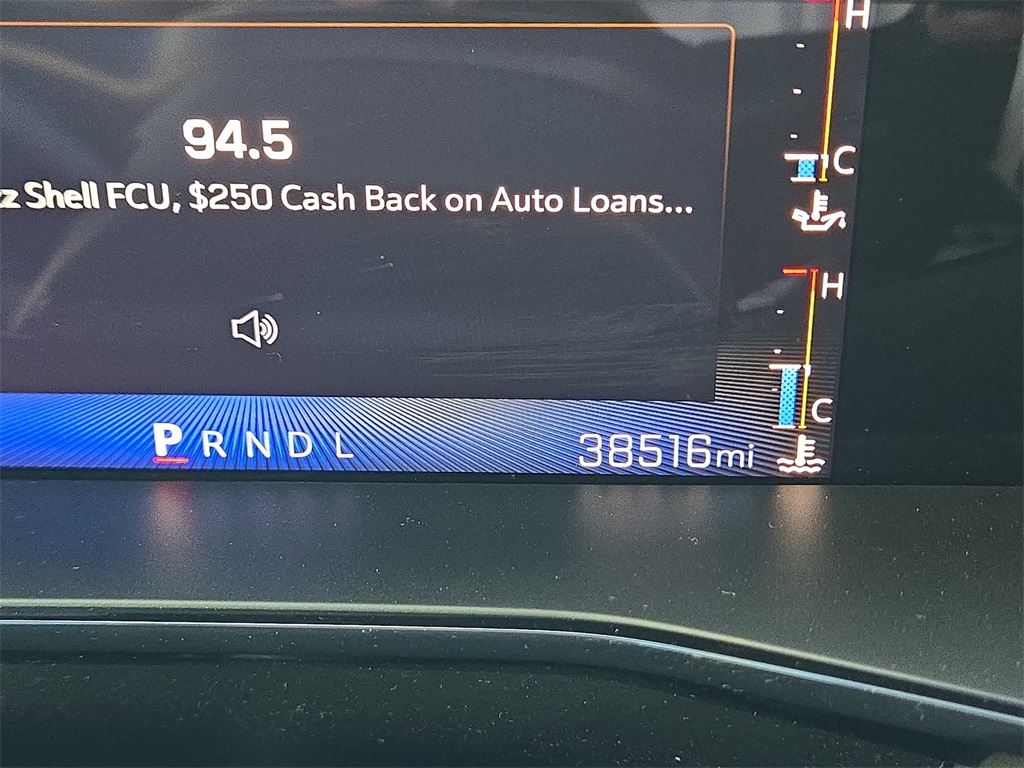 H
94.5
C
Shell FCU, $250 Cash Back on Auto Loans...
H
C
P R N D L
38516mi